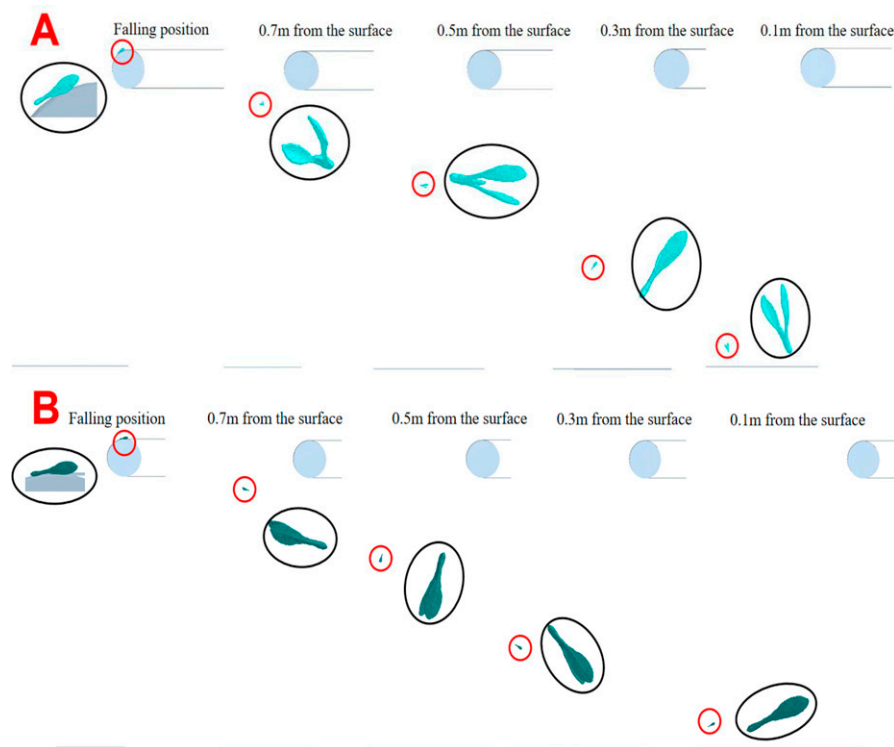 A
Falling position
0.7m from the surface
0.5m from the surface
0.3m from the surface
0.1m from the surface
B
Falling position
0.7m from the surface
0.5m from the surface
0.3m from the surface
0.1m from the surface